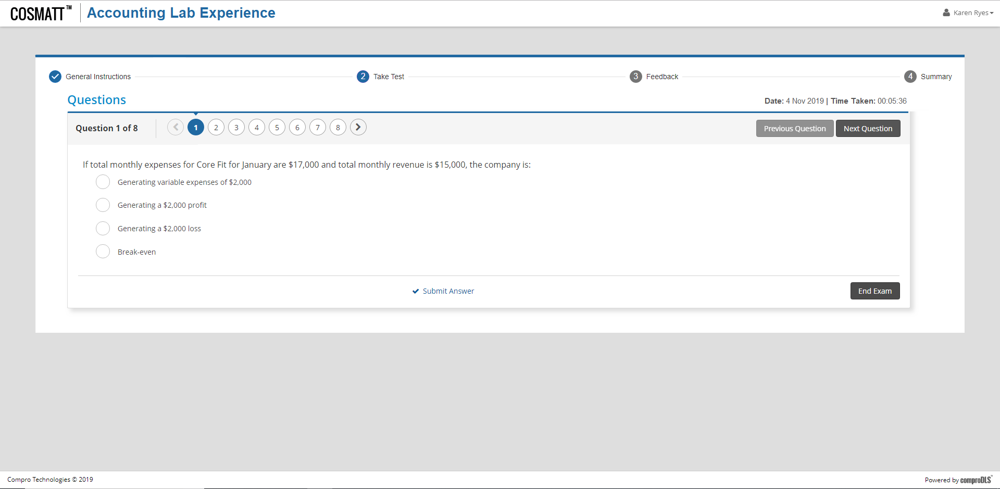 COSMATT™ Accounting Lab Experience
Karen Ryes
General Instructions
2 Take Test
3 Feedback
4 Summary
Questions
Date: 4 Nov 2019 | Time Taken: 00:05:36
Question 1 of 8
1 2 3 4 5 6 7 8
Previous Question
Next Question
If total monthly expenses for Core Fit for January are $17,000 and total monthly revenue is $15,000, the company is:
Generating variable expenses of $2,000
Generating a $2,000 profit
Generating a $2,000 loss
Break-even
Submit Answer
End Exam
Compro Technologies © 2019
Powered by comproDLS™